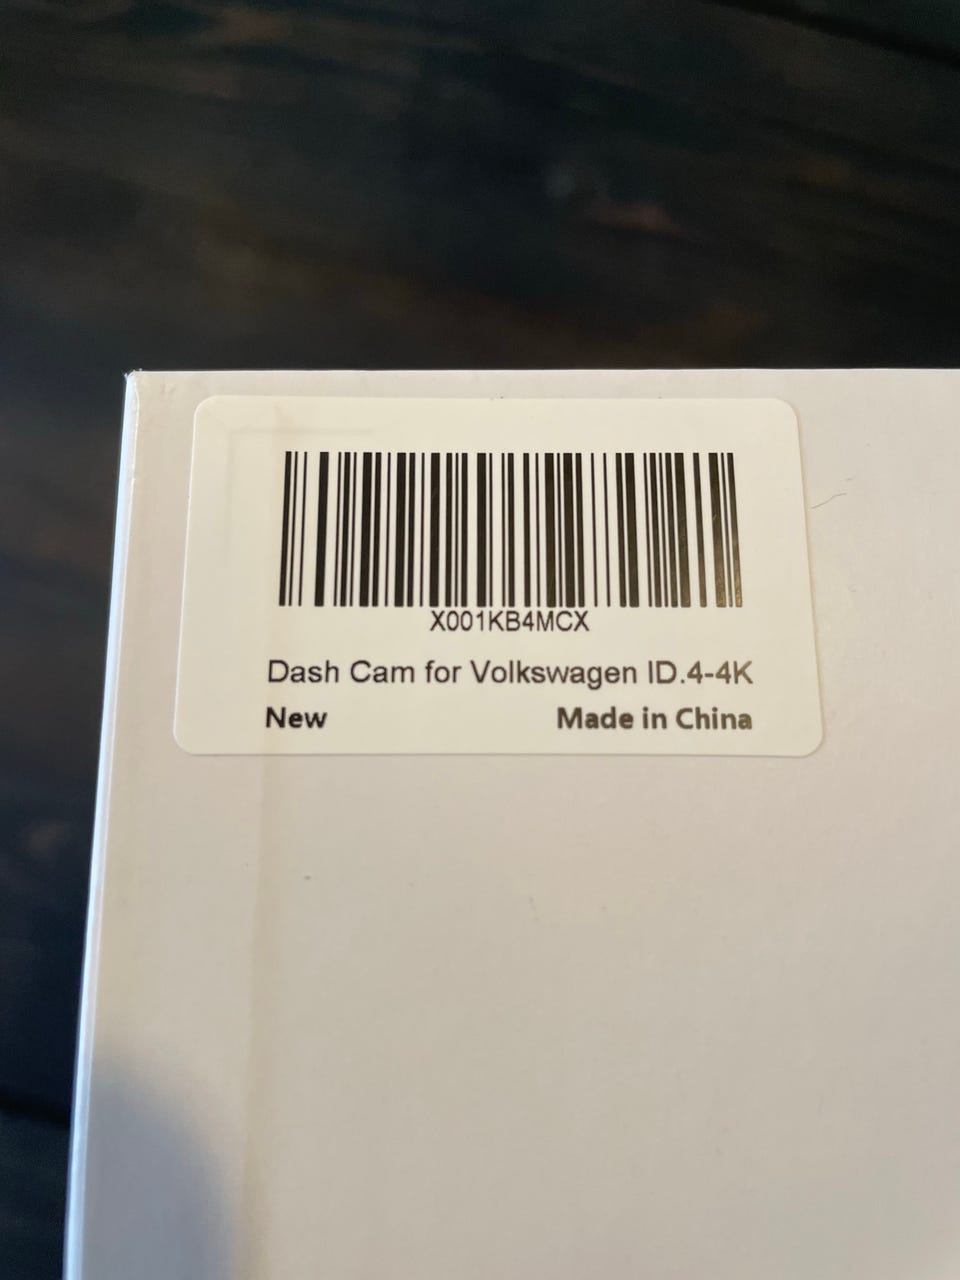 X001KB4MCX
Dash Cam for Volkswagen ID.4-4K
New Made in China